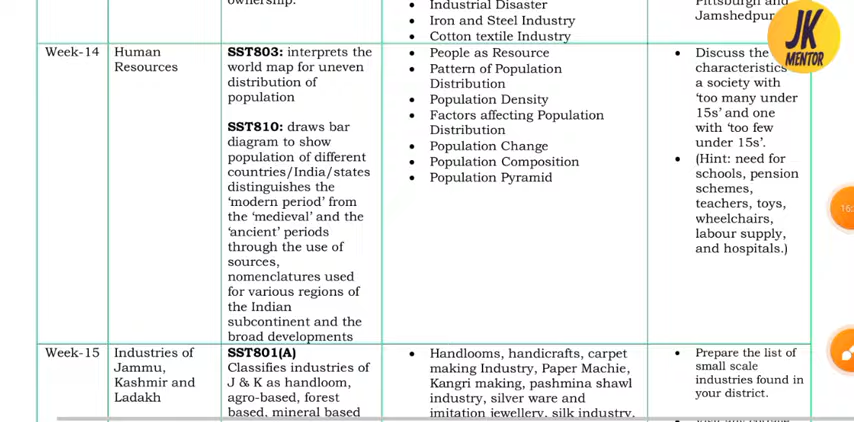 ownership.
• Industrial Disaster
• Iron and Steel Industry
• Cotton textile Industry
Pittsburgh and
Jamshedpur
JK
MENTOR
Week-14
Human
Resources
SST803: interprets the
world map for uneven
distribution of
population
SST810: draws bar
diagram to show
population of different
countries/India/states
distinguishes the
‘modern period’ from
the ‘medieval’ and the
‘ancient’ periods
through the use of
sources,
nomenclatures used
for various regions of
the Indian
subcontinent and the
broad developments
• People as Resource
• Pattern of Population
Distribution
• Population Density
• Factors affecting Population
Distribution
• Population Change
• Population Composition
• Population Pyramid
• Discuss the
characteristics
a society with
‘too many under
15s’ and one
with ‘too few
under 15s’.
• (Hint: need for
schools, pension
schemes,
teachers, toys,
wheelchairs,
labour supply,
and hospitals.)
Week-15
Industries of
Jammu,
Kashmir and
Ladakh
SST801(A)
Classifies industries of
J & K as handloom,
agro-based, forest
based, mineral based
• Handlooms, handicrafts, carpet
making Industry, Paper Machie,
Kangri making, pashmina shawl
industry, silver ware and
imitation jewellery, silk industry,
• Prepare the list of
small scale
industries found in
your district.